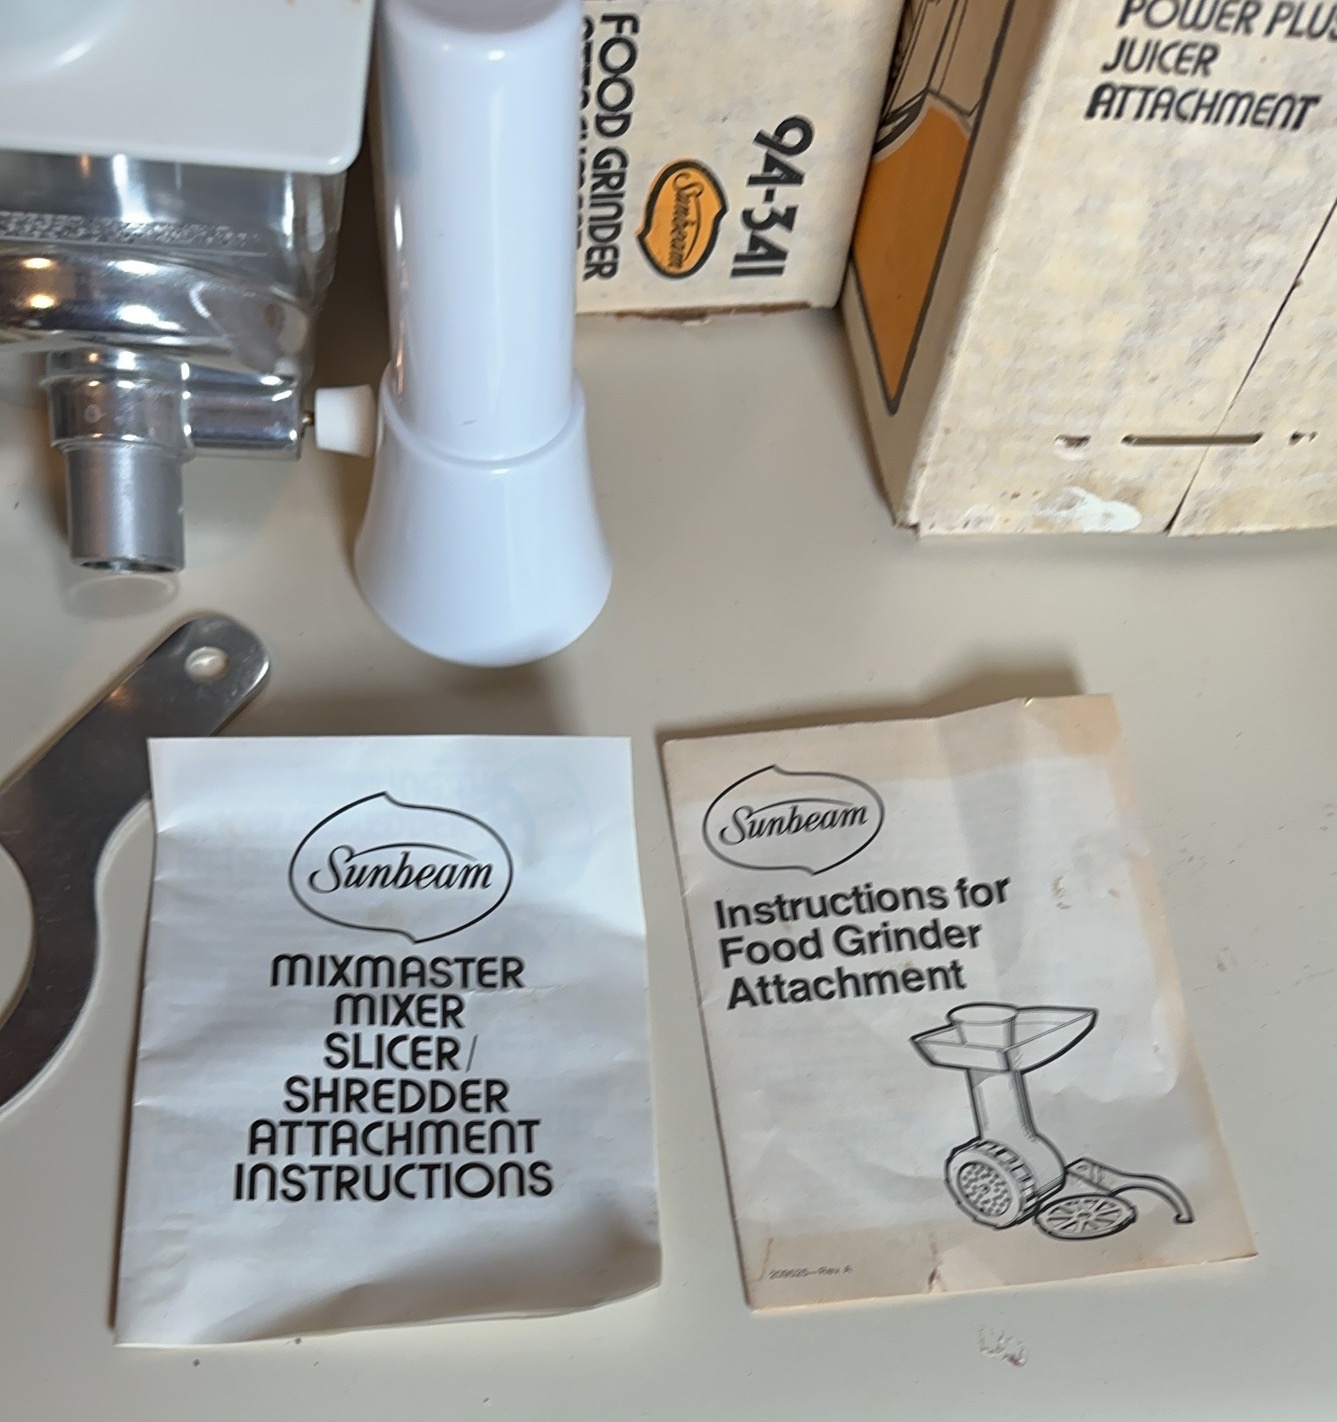 FOOD GRINDER
Sunbeam
94-341
POWER PLUS
JUICER
ATTACHMENT
Sunbeam
MIXMASTER
MIXER
SLICER/
SHREDDER
ATTACHMENT
INSTRUCTIONS
Sunbeam
Instructions for
Food Grinder
Attachment